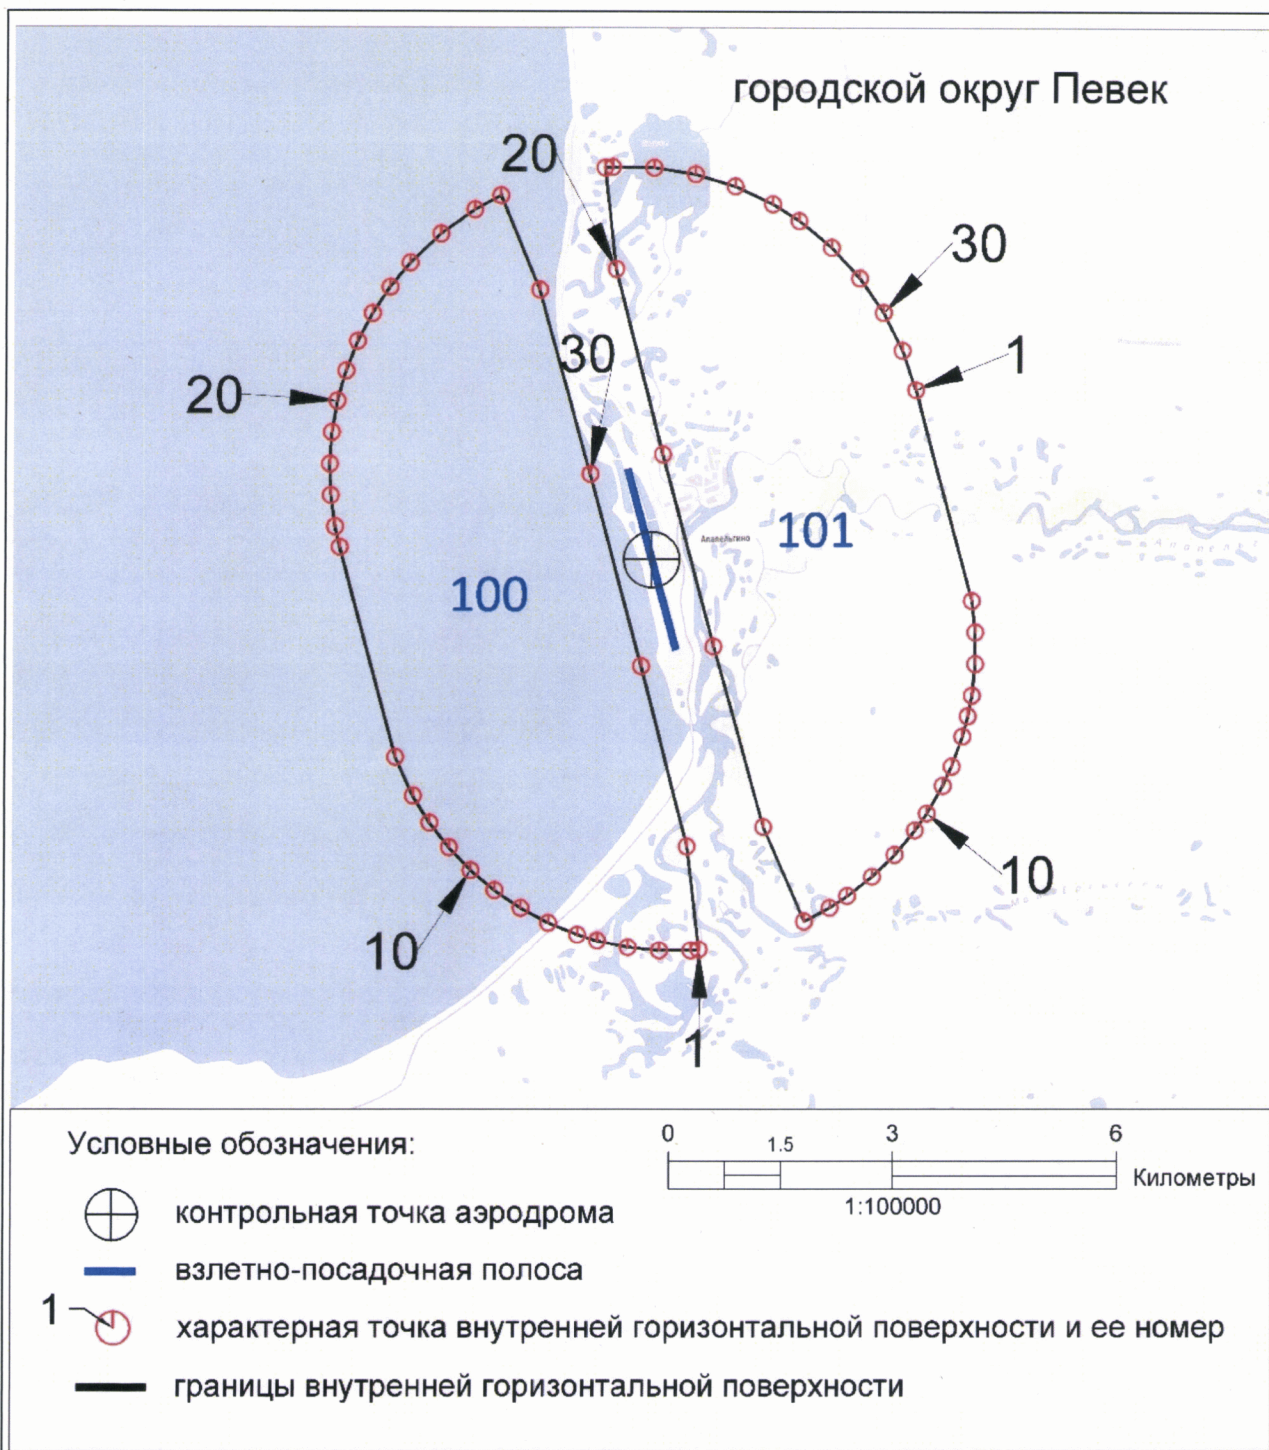 городской округ Певек
20
30
30
1
20
101
Апапельгино
100
10
10
1
Условные обозначения:
0 1.5 3 6
Километры
1:100000
контрольная точка аэродрома
взлетно-посадочная полоса
1
характерная точка внутренней горизонтальной поверхности и ее номер
границы внутренней горизонтальной поверхности